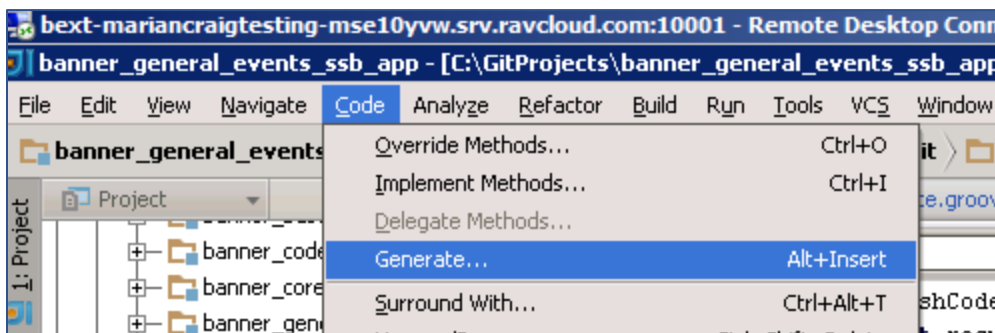 bext-mariancraigtesting-mse10yvw.srv.ravcloud.com:10001 - Remote Desktop Conn
banner_general_events_ssb_app - [C:\GitProjects\banner_general_events_ssb_app
File Edit View Navigate Code Analyze Refactor Build Run Tools VCS Window
banner_general_events
it
Override Methods... Ctrl+O
Implement Methods... Ctrl+I
Delegate Methods...
Generate... Alt+Insert
Surround With... Ctrl+Alt+T
1: Project
Project
banner_code
banner_core
banner_gene
te.groov
shCode